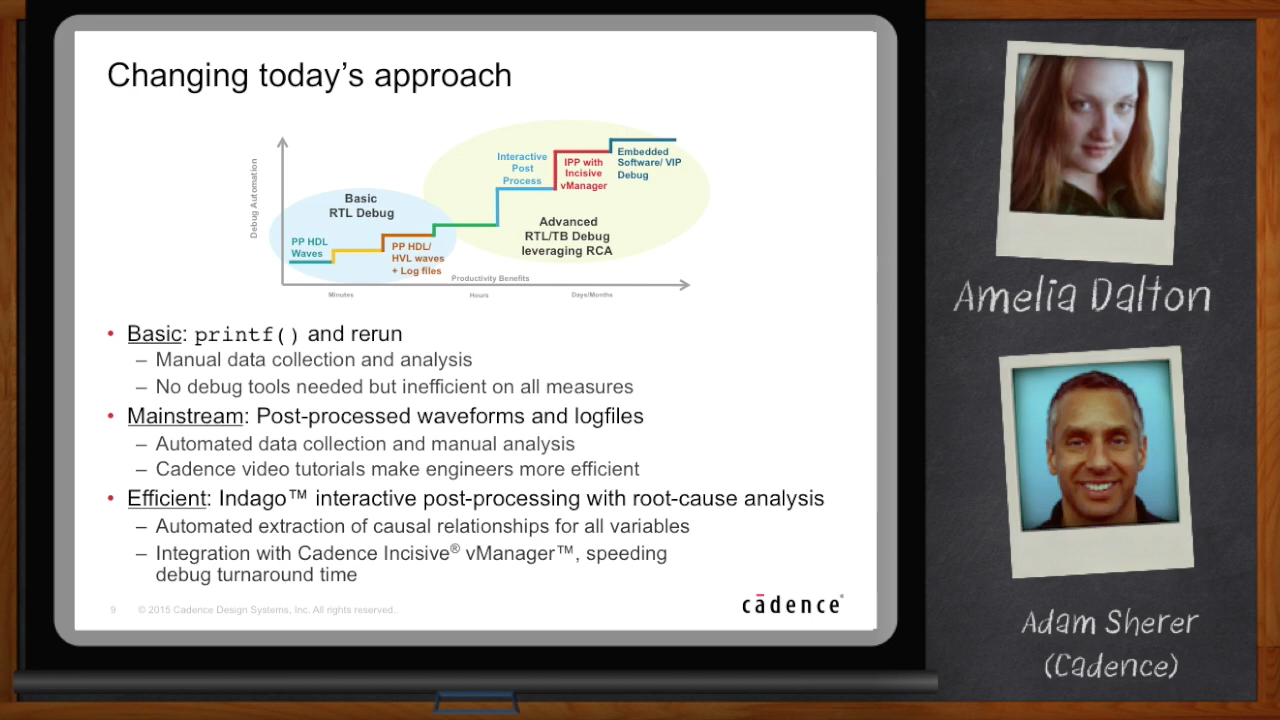 Changing today's approach
Debug Automation
Basic
RTL Debug
PP HDL
Waves
PP HDL/
HVL waves
+ Log files
Interactive
Post
Process
IPP with
Incisive
vManager
Embedded
Software/ VIP
Debug
Advanced
RTL/TB Debug
leveraging RCA
Productivity Benefits
Minutes
Hours
Days/Months
• Basic: printf() and rerun
– Manual data collection and analysis
– No debug tools needed but inefficient on all measures
• Mainstream: Post-processed waveforms and logfiles
– Automated data collection and manual analysis
– Cadence video tutorials make engineers more efficient
• Efficient: Indago™ interactive post-processing with root-cause analysis
– Automated extraction of causal relationships for all variables
– Integration with Cadence Incisive® vManager™, speeding
debug turnaround time
9 © 2015 Cadence Design Systems, Inc. All rights reserved..
cādence®
Amelia Dalton
Adam Sherer
(Cadence)